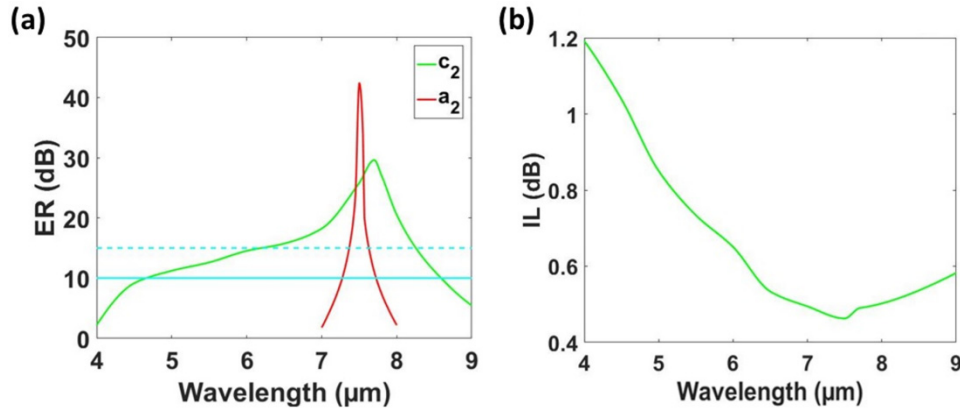 (a)
50
40
30
20
10
0
ER (dB)
c2
a2
4 5 6 7 8 9
Wavelength (μm)
(b)
1.2
1
0.8
0.6
0.4
IL (dB)
4 5 6 7 8 9
Wavelength (μm)